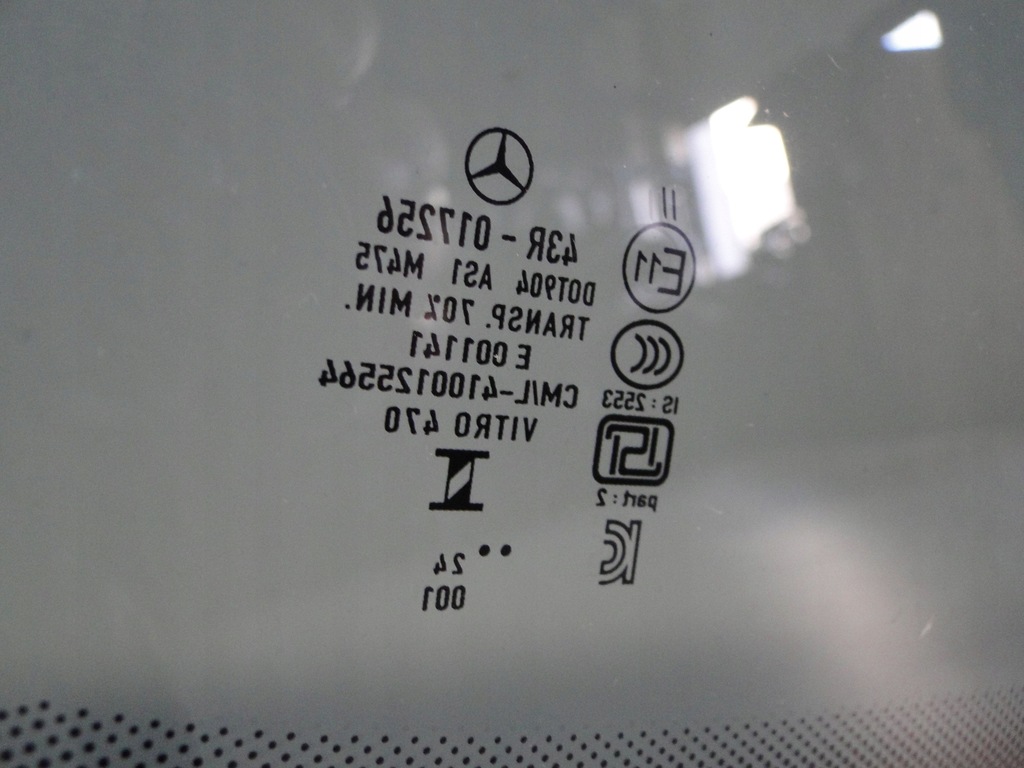 II
E11
43R - 017256
DOT904 AS1 M475
TRANSP. 70% MIN.
E 001141
CM/L-4100125564
IS : 2553
VITRO 470
ISI
part : 2
24
001